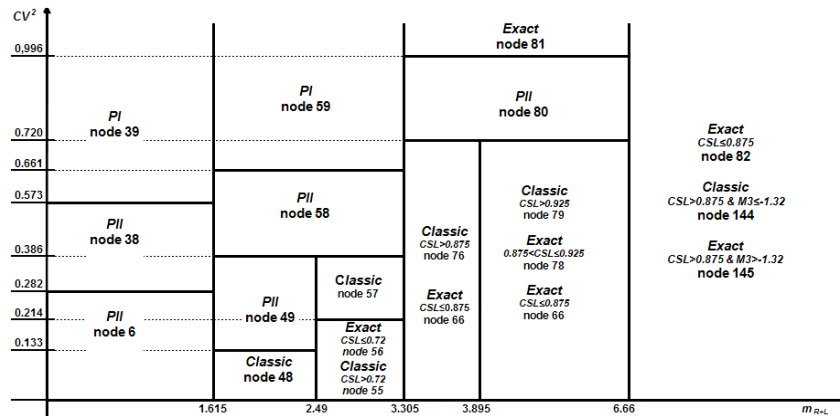 CV²
0,996
0.720
0.661
0.573
0.386
0.282
0.214
0.133
PI
node 39
PII
node 38
PII
node 6
PI
node 59
PII
node 58
PII
node 49
Classic
node 48
Classic
node 57
Exact
CSL≤0.72
node 56
Classic
CSL>0.72
node 55
Exact
node 81
PII
node 80
Classic
CSL>0.875
node 76
Exact
CSL≤0.875
node 66
Classic
CSL>0.925
node 79
Exact
0.875<CSL≤0.925
node 78
Exact
CSL≤0.875
node 66
Exact
CSL≤0.875
node 82
Classic
CSL>0.875 & M3≤-1.32
node 144
Exact
CSL>0.875 & M3>-1.32
node 145
1.615 2.49 3.305 3.895 6.66 m R+L